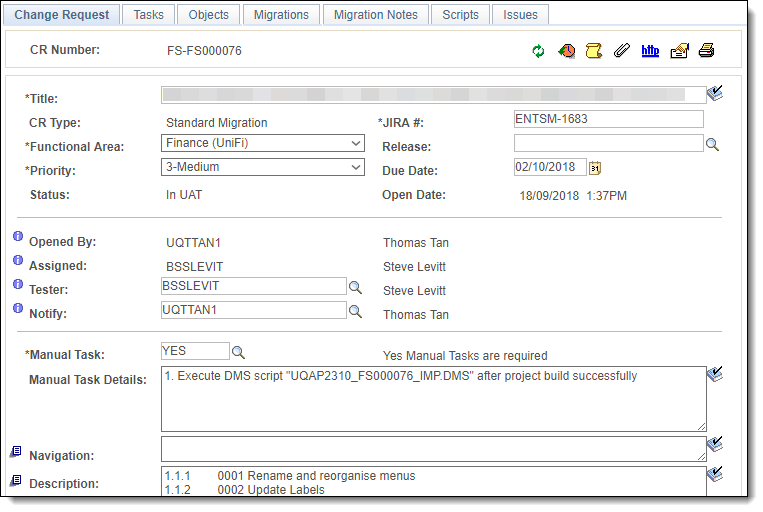 Change Request Tasks Objects Migrations Migration Notes Scripts Issues
CR Number: FS-FS000076 http
*Title:
CR Type: Standard Migration *JIRA #: ENTSM-1683
*Functional Area: Finance (UniFi) Release:
*Priority: 3-Medium Due Date: 02/10/2018 31
Status: In UAT Open Date: 18/09/2018 1:37PM
Opened By: UQTTAN1 Thomas Tan
Assigned: BSSLEVIT Steve Levitt
Tester: BSSLEVIT Steve Levitt
Notify: UQTTAN1 Thomas Tan
*Manual Task: YES Yes Manual Tasks are required
Manual Task Details: 1. Execute DMS script "UQAP2310_FS000076_IMP.DMS" after project build successfully
Navigation:
Description: 1.1.1 0001 Rename and reorganise menus
1.1.2 0002 Update Labels